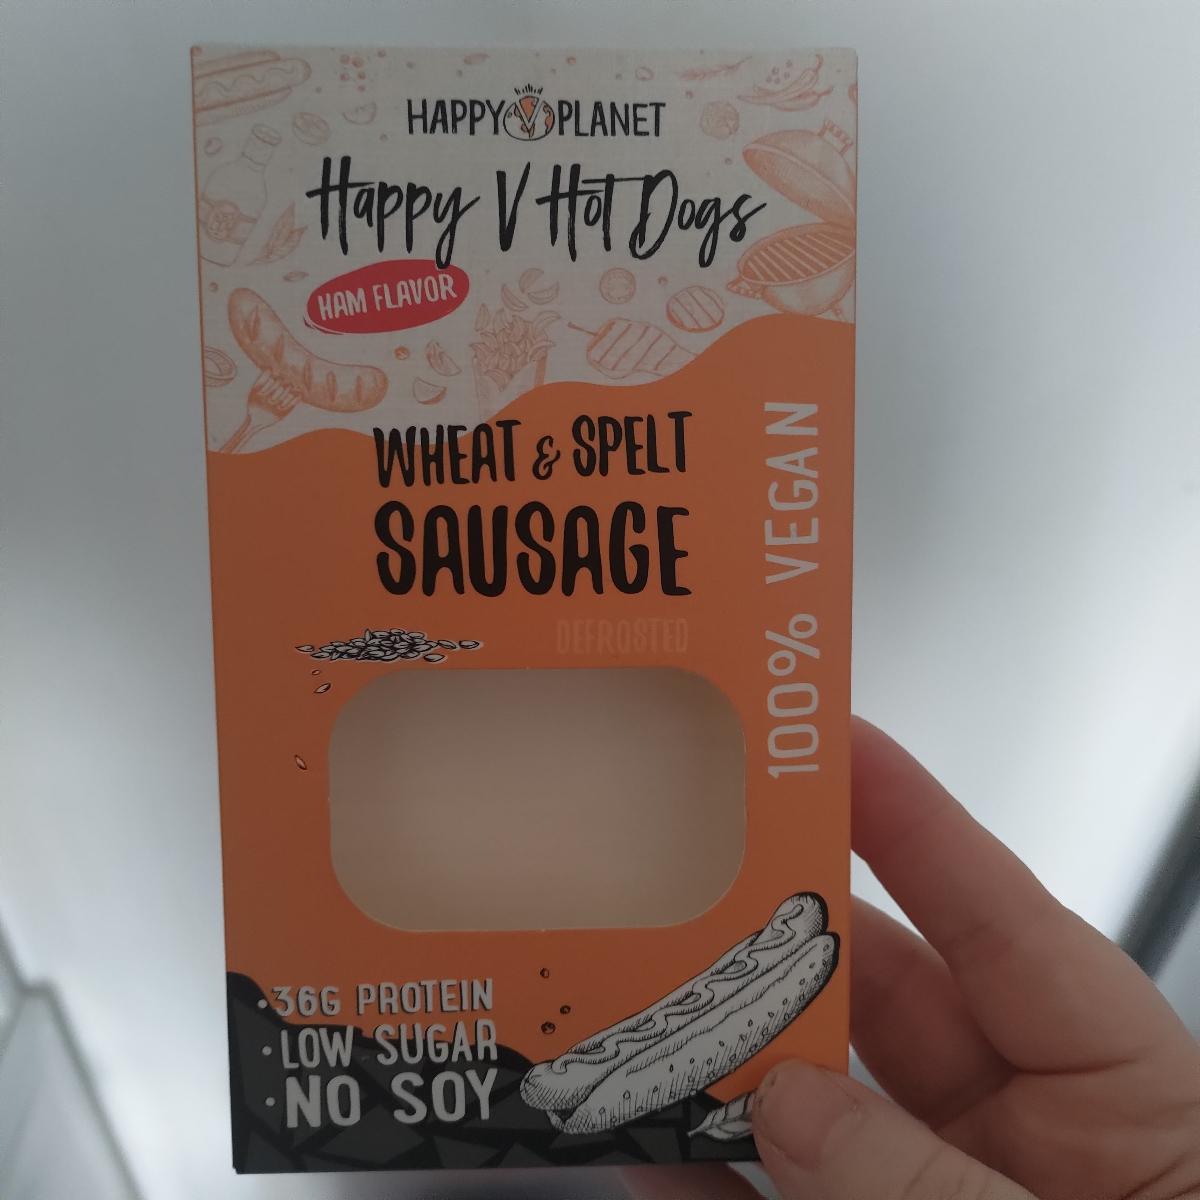 HAPPY V PLANET
Happy V Hot Dogs
HAM FLAVOR
WHEAT & SPELT
SAUSAGE
DEFROSTED
100% VEGAN
•36G PROTEIN
•LOW SUGAR
•NO SOY